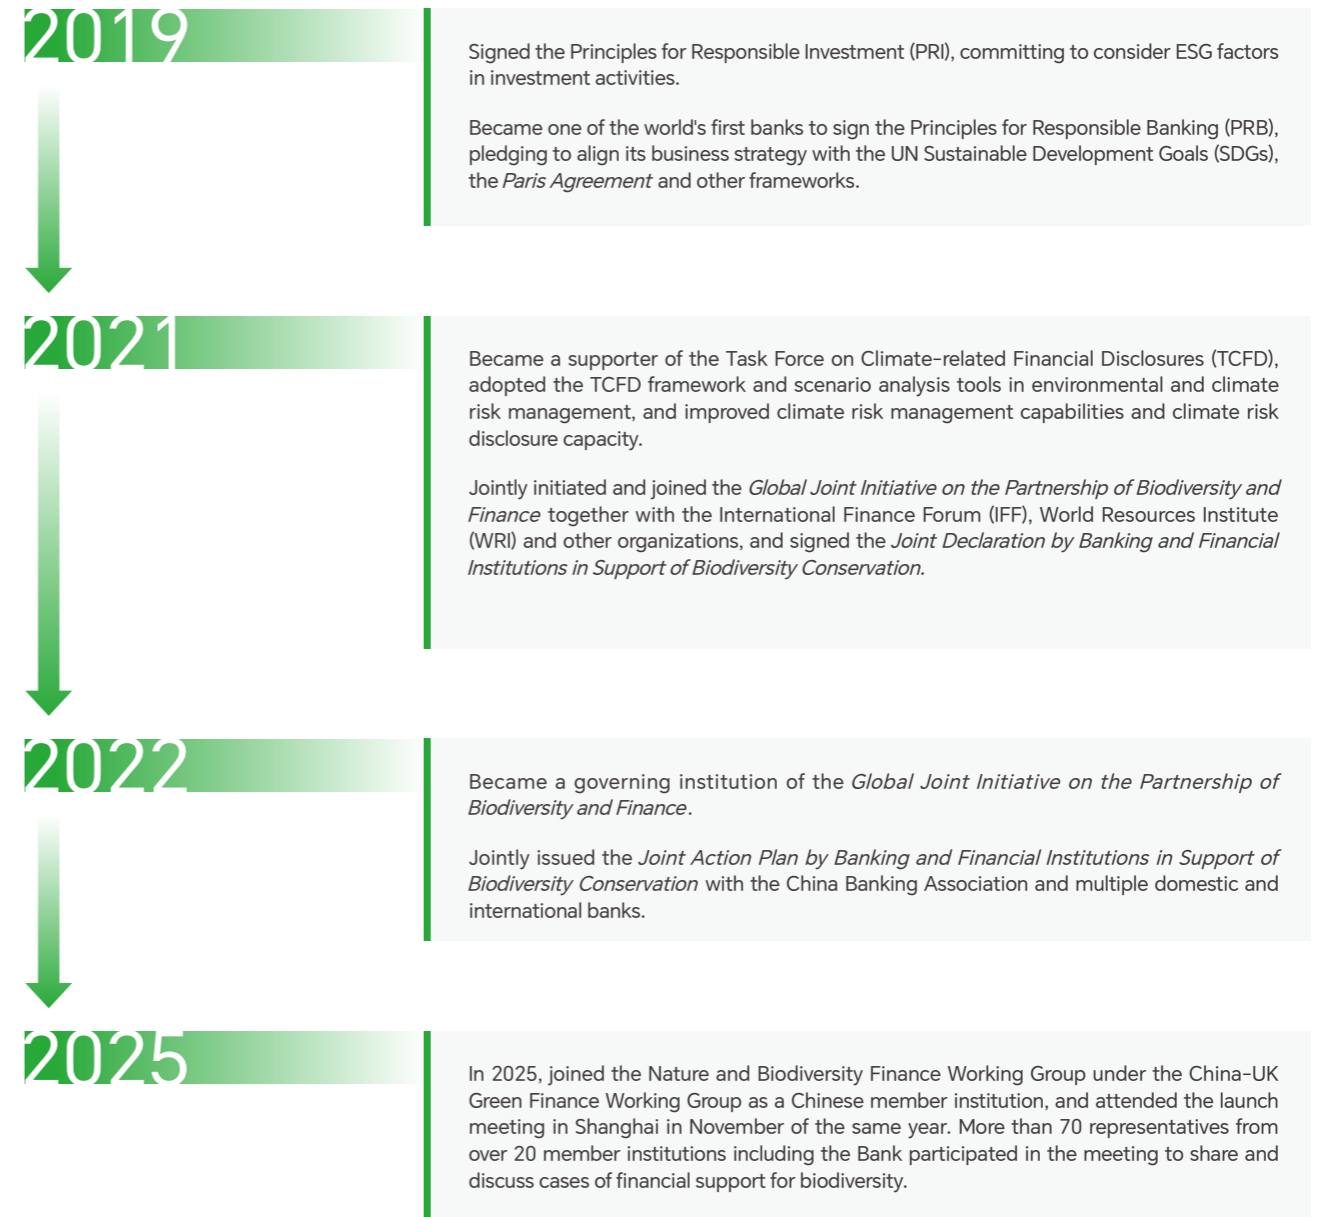 2019
Signed the Principles for Responsible Investment (PRI), committing to consider ESG factors
in investment activities.
Became one of the world's first banks to sign the Principles for Responsible Banking (PRB),
pledging to align its business strategy with the UN Sustainable Development Goals (SDGs),
the Paris Agreement and other frameworks.
2021
Became a supporter of the Task Force on Climate-related Financial Disclosures (TCFD),
adopted the TCFD framework and scenario analysis tools in environmental and climate
risk management, and improved climate risk management capabilities and climate risk
disclosure capacity.
Jointly initiated and joined the Global Joint Initiative on the Partnership of Biodiversity and
Finance together with the International Finance Forum (IFF), World Resources Institute
(WRI) and other organizations, and signed the Joint Declaration by Banking and Financial
Institutions in Support of Biodiversity Conservation.
2022
Became a governing institution of the Global Joint Initiative on the Partnership of
Biodiversity and Finance.
Jointly issued the Joint Action Plan by Banking and Financial Institutions in Support of
Biodiversity Conservation with the China Banking Association and multiple domestic and
international banks.
2025
In 2025, joined the Nature and Biodiversity Finance Working Group under the China-UK
Green Finance Working Group as a Chinese member institution, and attended the launch
meeting in Shanghai in November of the same year. More than 70 representatives from
over 20 member institutions including the Bank participated in the meeting to share and
discuss cases of financial support for biodiversity.